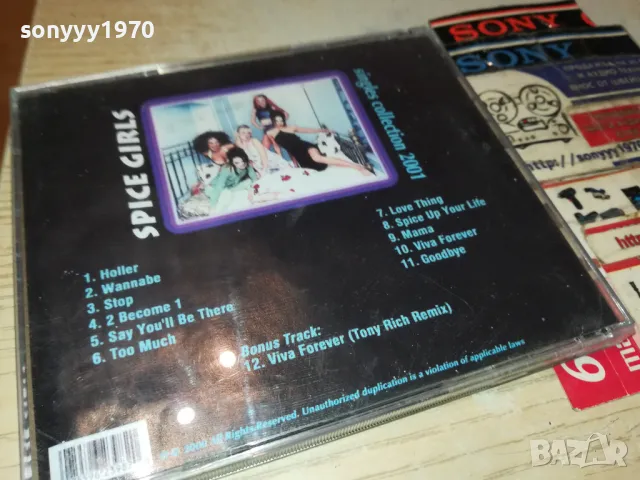 sonyyy1970
SPICE GIRLS
singles collection 2001
1. Holler
2. Wannabe
3. Stop
4. 2 Become 1
5. Say You'll Be There
6. Too Much
7. Love Thing
8. Spice Up Your Life
9. Mama
10. Viva Forever
11. Goodbye
Bonus Track:
12. Viva Forever (Tony Rich Remix)
All Rights Reserved. Unauthorized duplication is a violation of applicable laws
SONY
SONY
http://sonyyy1970
htt
6
BAZAR
bg